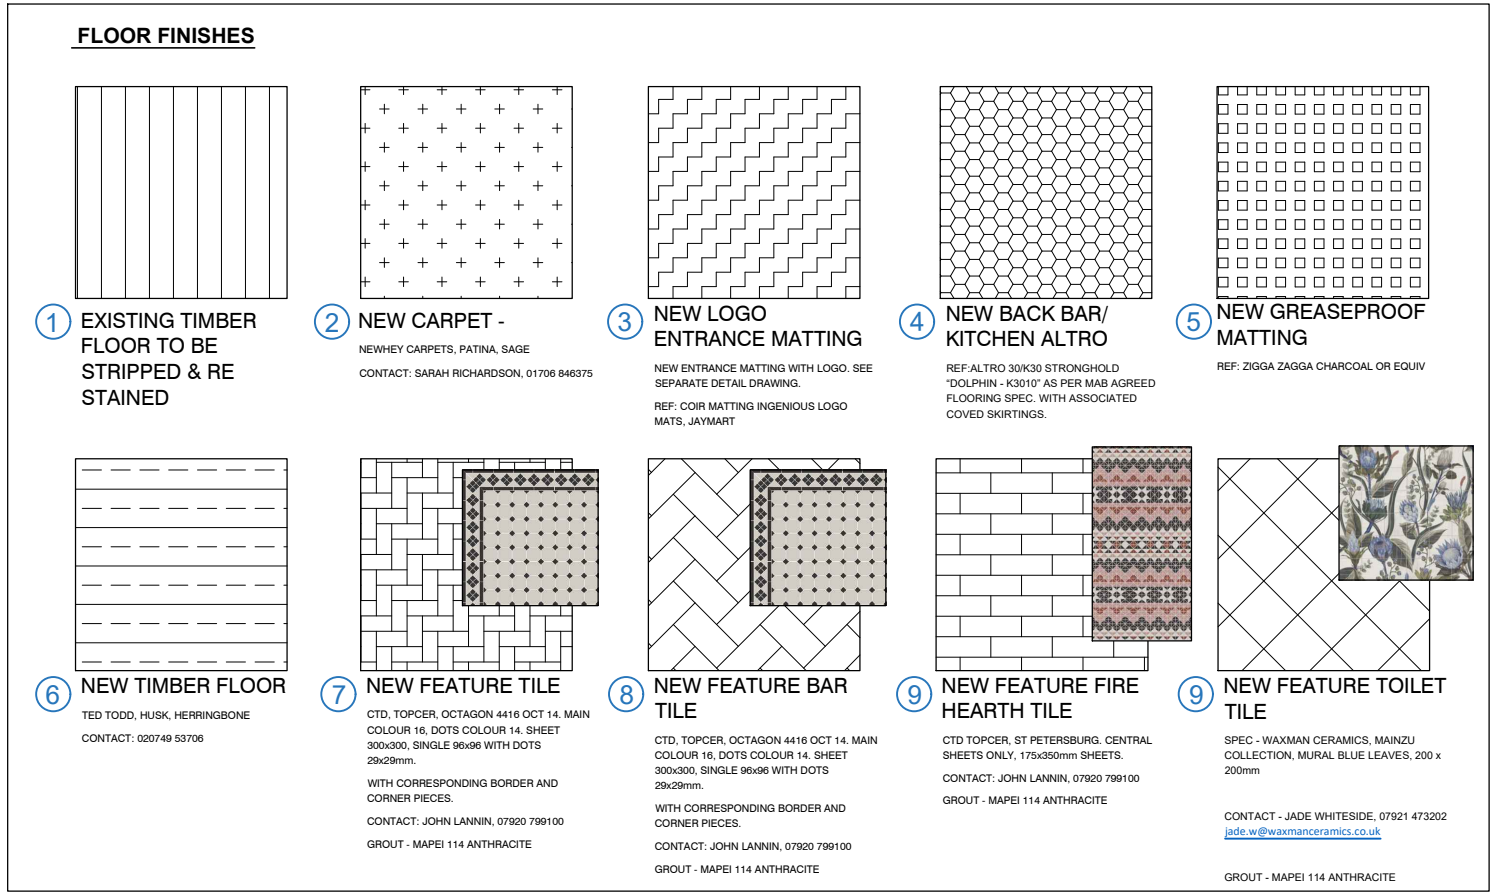 FLOOR FINISHES
1
EXISTING TIMBER
FLOOR TO BE
STRIPPED & RE
STAINED
2
NEW CARPET -
NEWHEY CARPETS, PATINA, SAGE
CONTACT: SARAH RICHARDSON, 01706 846375
3
NEW LOGO
ENTRANCE MATTING
NEW ENTRANCE MATTING WITH LOGO. SEE
SEPARATE DETAIL DRAWING.
REF: COIR MATTING INGENIOUS LOGO
MATS, JAYMART
4
NEW BACK BAR/
KITCHEN ALTRO
REF:ALTRO 30/K30 STRONGHOLD
“DOLPHIN - K3010” AS PER MAB AGREED
FLOORING SPEC. WITH ASSOCIATED
COVED SKIRTINGS.
5
NEW GREASEPROOF
MATTING
REF: ZIGGA ZAGGA CHARCOAL OR EQUIV
6
NEW TIMBER FLOOR
TED TODD, HUSK, HERRINGBONE
CONTACT: 020749 53706
7
NEW FEATURE TILE
CTD, TOPCER, OCTAGON 4416 OCT 14. MAIN
COLOUR 16, DOTS COLOUR 14. SHEET
300x300, SINGLE 96x96 WITH DOTS
29x29mm.
WITH CORRESPONDING BORDER AND
CORNER PIECES.
CONTACT: JOHN LANNIN, 07920 799100
GROUT - MAPEI 114 ANTHRACITE
8
NEW FEATURE BAR
TILE
CTD, TOPCER, OCTAGON 4416 OCT 14. MAIN
COLOUR 16, DOTS COLOUR 14. SHEET
300x300, SINGLE 96x96 WITH DOTS
29x29mm.
WITH CORRESPONDING BORDER AND
CORNER PIECES.
CONTACT: JOHN LANNIN, 07920 799100
GROUT - MAPEI 114 ANTHRACITE
9
NEW FEATURE FIRE
HEARTH TILE
CTD TOPCER, ST PETERSBURG. CENTRAL
SHEETS ONLY, 175x350mm SHEETS.
CONTACT: JOHN LANNIN, 07920 799100
GROUT - MAPEI 114 ANTHRACITE
9
NEW FEATURE TOILET
TILE
SPEC - WAXMAN CERAMICS, MAINZU
COLLECTION, MURAL BLUE LEAVES, 200 x
200mm
CONTACT - JADE WHITESIDE, 07921 473202
jade.w@waxmanceramics.co.uk
GROUT - MAPEI 114 ANTHRACITE